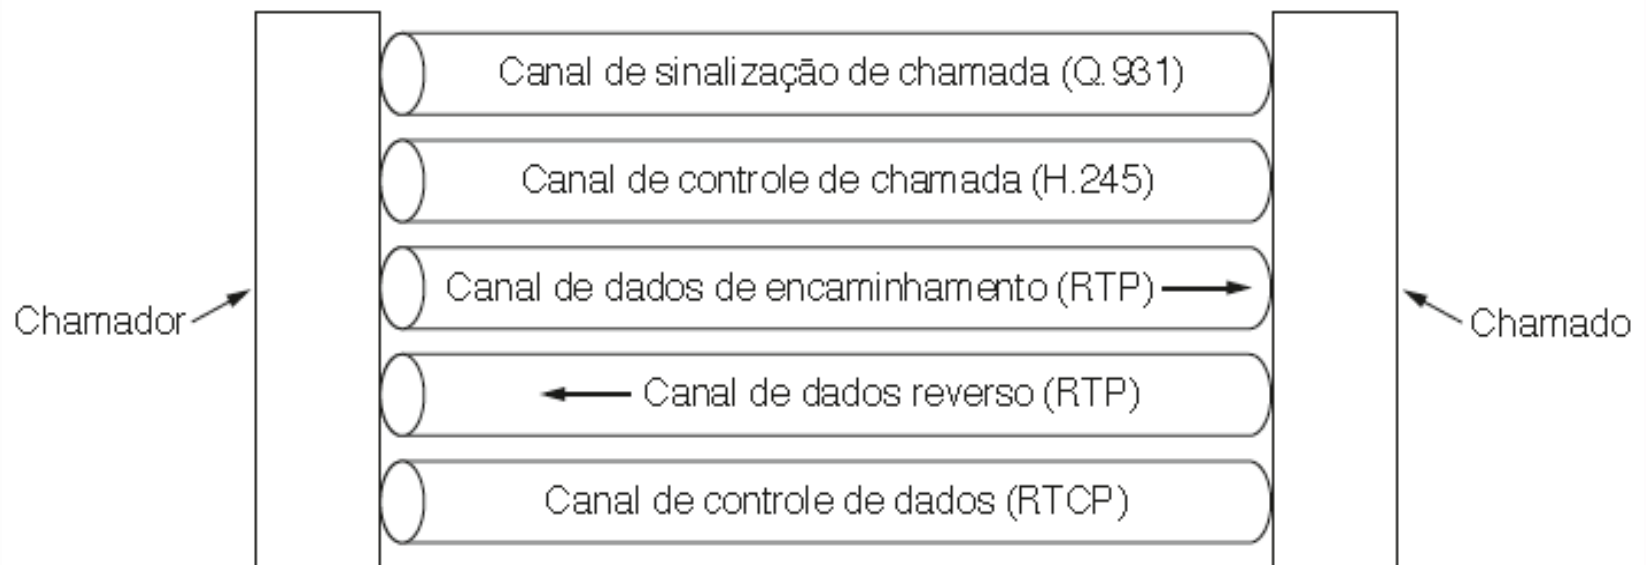 Canal de sinalização de chamada (Q.931)
Canal de controle de chamada (H.245)
Canal de dados de encaminhamento (RTP)
Chamador
Chamado
Canal de dados reverso (RTP)
Canal de controle de dados (RTCP)